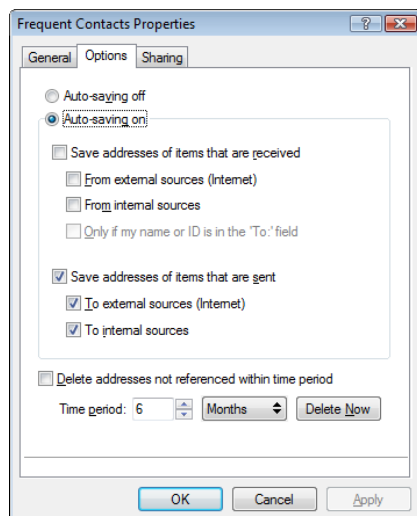 Frequent Contacts Properties
General Options Sharing
Auto-saving off
Auto-saving on
Save addresses of items that are received
From external sources (Internet)
From internal sources
Only if my name or ID is in the 'To:' field
Save addresses of items that are sent
To external sources (Internet)
To internal sources
Delete addresses not referenced within time period
Time period: 6 Months Delete Now
OK Cancel Apply